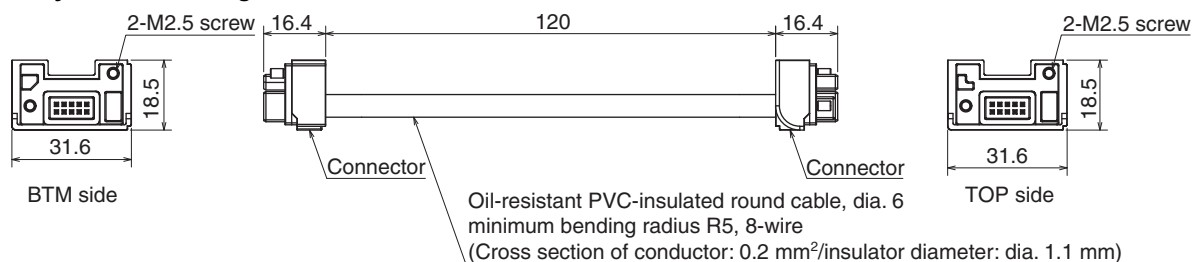 2-M2.5 screw
16.4
120
16.4
2-M2.5 screw
18.5
18.5
31.6
31.6
Connector
Connector
BTM side
TOP side
Oil-resistant PVC-insulated round cable, dia. 6
minimum bending radius R5, 8-wire
(Cross section of conductor: 0.2 mm²/insulator diameter: dia. 1.1 mm)